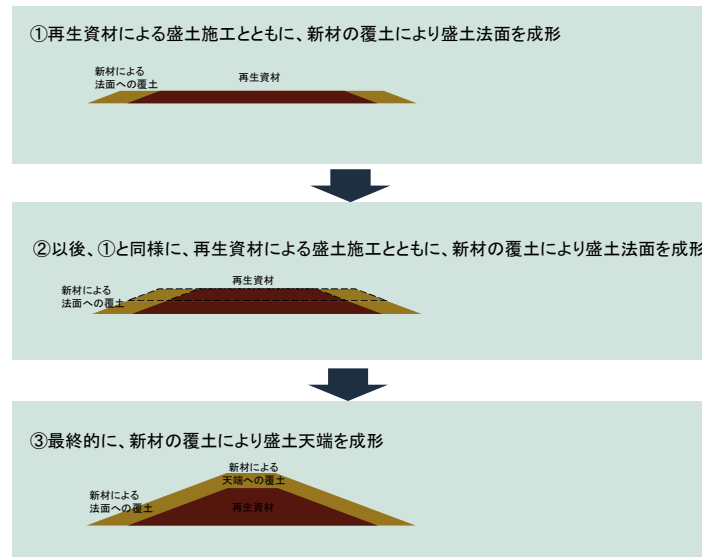 ①再生資材による盛土施工とともに、新材の覆土により盛土法面を成形
新材による
法面への覆土
再生資材
②以後、①と同様に、再生資材による盛土施工とともに、新材の覆土により盛土法面を成形
再生資材
新材による
法面への覆土
③最終的に、新材の覆土により盛土天端を成形
新材による
天端への覆土
新材による
法面への覆土
再生資材